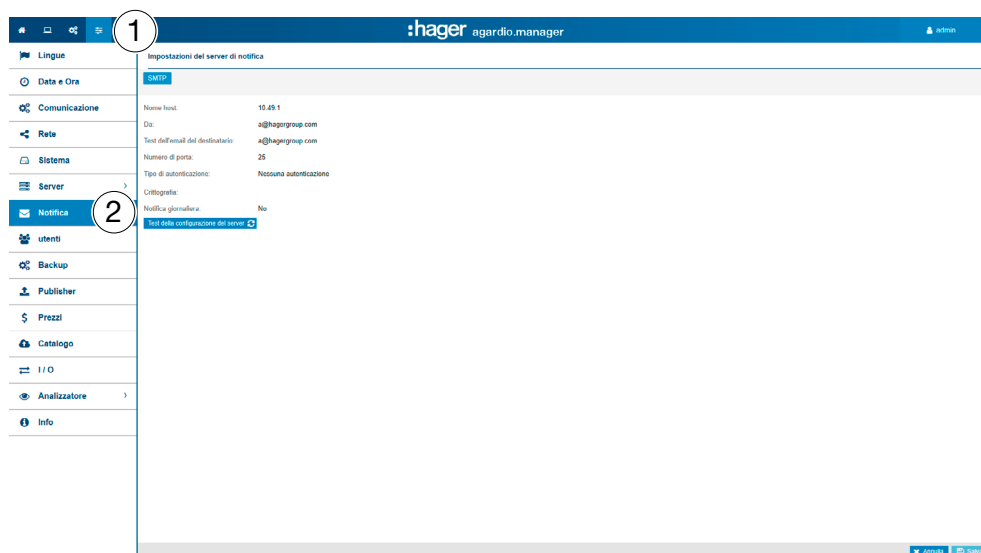 1
:hager agardio.manager
admin
Lingue
Impostazioni del server di notifica
Data e Ora
SMTP
Comunicazione
Nome host: 10.49.1
Da: a@hagergroup.com
Rete
Test dell'email del destinatario: a@hagergroup.com
Numero di porta: 25
Sistema
Tipo di autenticazione: Nessuna autenticazione
Server
Crittografia:
Notifica
2
Notifica giornaliera: No
Test della configurazione del server
utenti
Backup
Publisher
Prezzi
Catalogo
I / O
Analizzatore
Info
Annulla